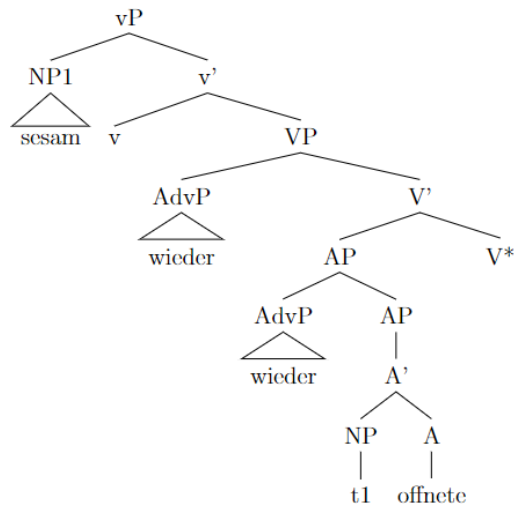 vP
NP1 v'
sesam v VP
AdvP V'
wieder AP V*
AdvP AP
wieder A'
NP A
t1 offnete